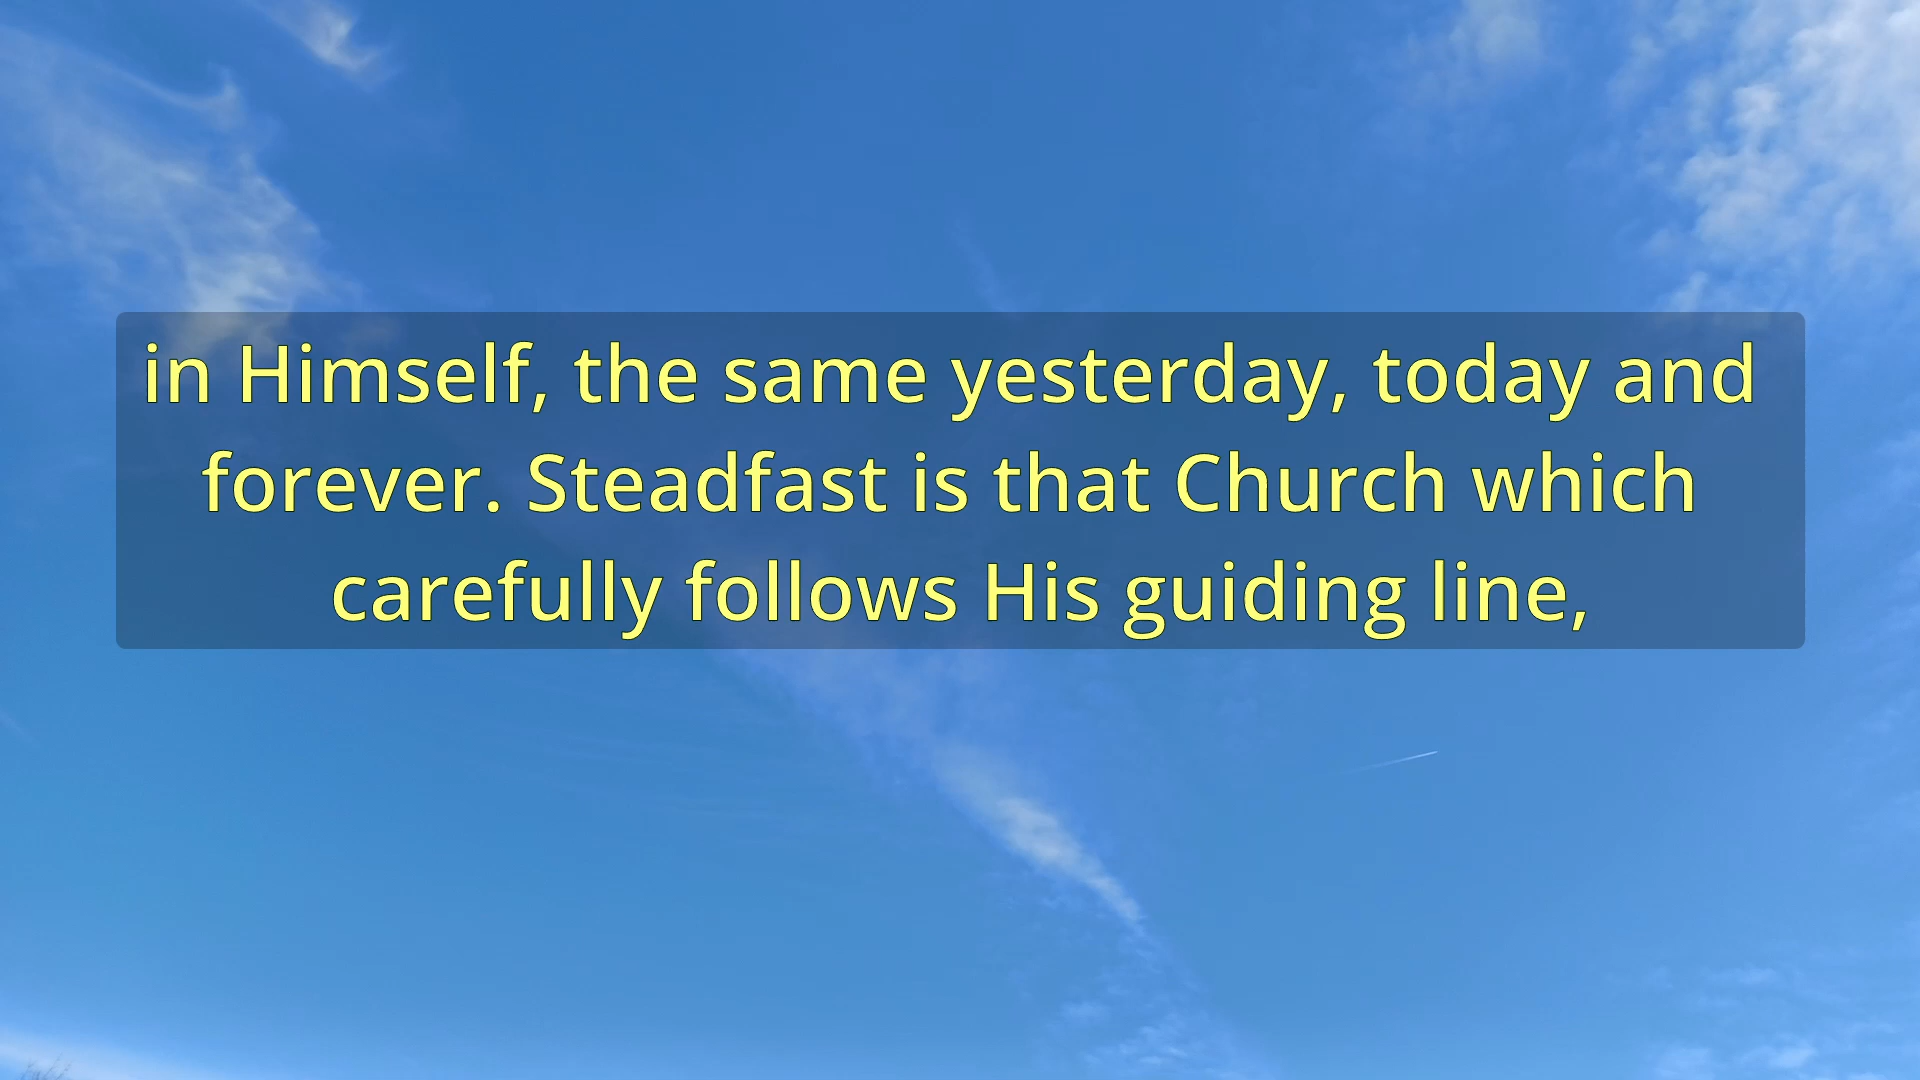 in Himself, the same yesterday, today and
forever. Steadfast is that Church which
carefully follows His guiding line,